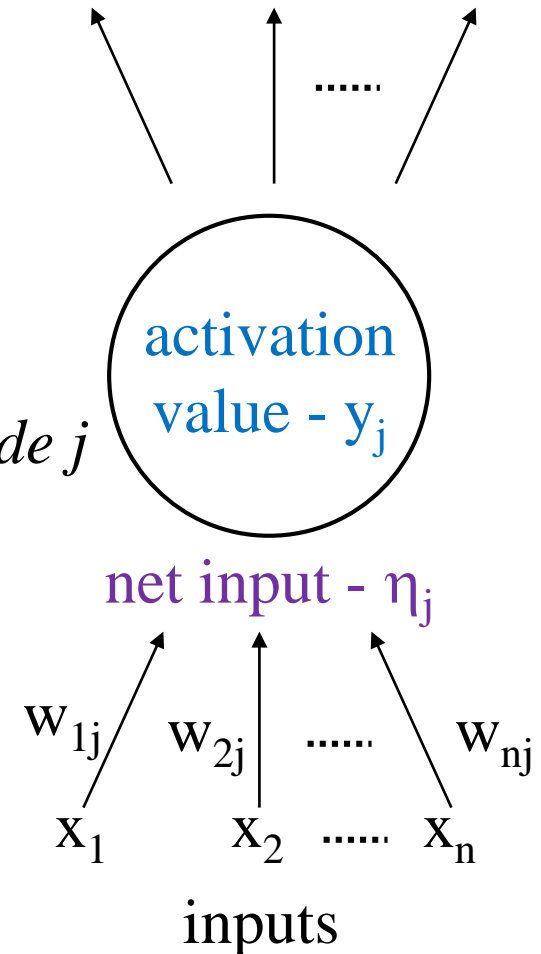 activation
value - yⱼ
de j
net input - ηⱼ
w₁ⱼ w₂ⱼ ...... wₙⱼ
x₁ x₂ ...... xₙ
inputs